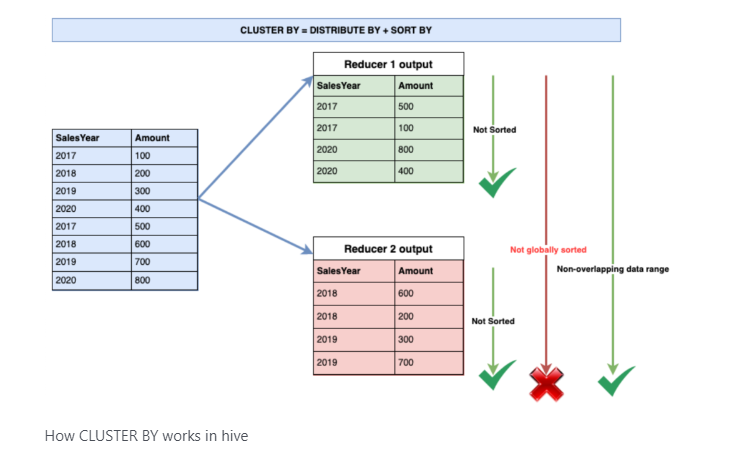 CLUSTER BY = DISTRIBUTE BY + SORT BY
Reducer 1 output
SalesYear Amount
2017 500
2017 100
2020 800
2020 400
Not Sorted
SalesYear Amount
2017 100
2018 200
2019 300
2020 400
2017 500
2018 600
2019 700
2020 800
Reducer 2 output
SalesYear Amount
2018 600
2018 200
2019 300
2019 700
Not Sorted
Not globally sorted
Non-overlapping data range
How CLUSTER BY works in hive